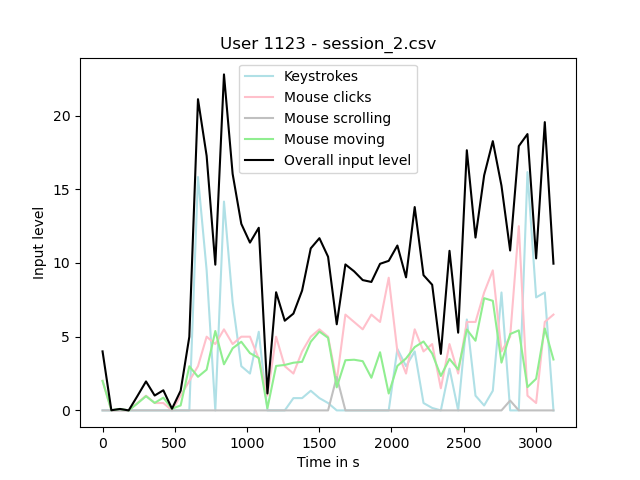 User 1123 - session_2.csv
Keystrokes
Mouse clicks
Mouse scrolling
Mouse moving
Overall input level
Input level
20
15
10
5
0
0 500 1000 1500 2000 2500 3000
Time in s